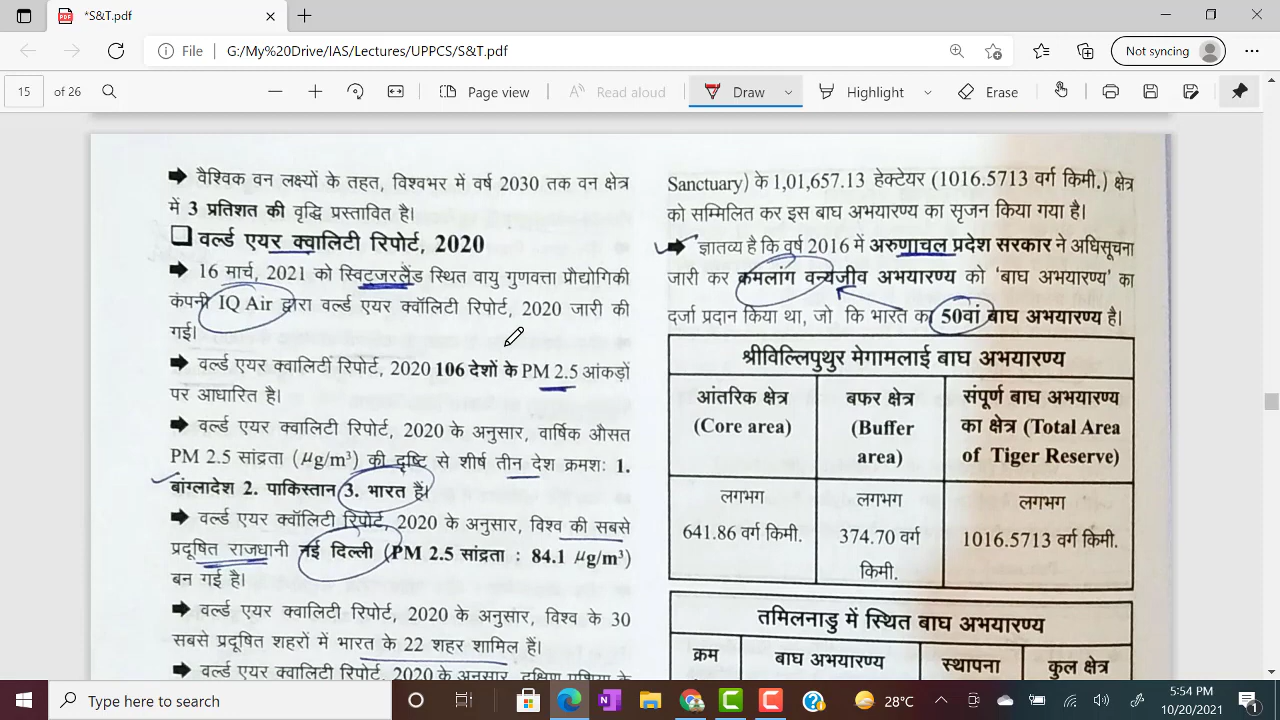 *S&T.pdf
File
G:/My%20Drive/IAS/Lectures/UPPCS/S&T.pdf
Not syncing
15 of 26
Page view
Read aloud
Draw
Highlight
Erase
वैश्विक वन लक्ष्यों के तहत, विश्वभर में वर्ष 2030 तक वन क्षेत्र
में 3 प्रतिशत की वृद्धि प्रस्तावित है।
वर्ल्ड एयर क्वालिटी रिपोर्ट, 2020
16 मार्च, 2021 को स्विटजरलैंड स्थित वायु गुणवत्ता प्रौद्योगिकी
कंपनी IQ Air द्वारा वर्ल्ड एयर क्वॉलिटी रिपोर्ट, 2020 जारी की
गई।
वर्ल्ड एयर क्वालिटी रिपोर्ट, 2020 106 देशों के PM 2.5 आंकड़ों
पर आधारित है।
वर्ल्ड एयर क्वालिटी रिपोर्ट, 2020 के अनुसार, वार्षिक औसत
PM 2.5 सांद्रता (μg/m³) की दृष्टि से शीर्ष तीन देश क्रमशः 1.
बांग्लादेश 2. पाकिस्तान 3. भारत हैं।
वर्ल्ड एयर क्वॉलिटी रिपोर्ट, 2020 के अनुसार, विश्व की सबसे
प्रदूषित राजधानी नई दिल्ली (PM 2.5 सांद्रता : 84.1 μg/m³)
बन गई है।
वर्ल्ड एयर क्वालिटी रिपोर्ट, 2020 के अनुसार, विश्व के 30
सबसे प्रदूषित शहरों में भारत के 22 शहर शामिल हैं।
वर्ल्ड एयर क्वालिटी रिपोर्ट, 2020 के अनुसार, दक्षिण एशिया के
Sanctuary) के 1,01,657.13 हेक्टेयर (1016.5713 वर्ग किमी.) क्षेत्र
को सम्मिलित कर इस बाघ अभयारण्य का सृजन किया गया है।
ज्ञातव्य है कि वर्ष 2016 में अरुणाचल प्रदेश सरकार ने अधिसूचना
जारी कर कमलांग वन्यजीव अभयारण्य को 'बाघ अभयारण्य' का
दर्जा प्रदान किया था, जो कि भारत का 50वां बाघ अभयारण्य है।
श्रीविल्लिपुथुर मेगामलाई बाघ अभयारण्य
आंतरिक क्षेत्र (Core area)
बफर क्षेत्र (Buffer area)
संपूर्ण बाघ अभयारण्य का क्षेत्र (Total Area of Tiger Reserve)
लगभग 641.86 वर्ग किमी.
लगभग 374.70 वर्ग किमी.
लगभग 1016.5713 वर्ग किमी.
तमिलनाडु में स्थित बाघ अभयारण्य
क्रम बाघ अभयारण्य स्थापना कुल क्षेत्र
Type here to search
28°C
ENG
5:54 PM
10/20/2021